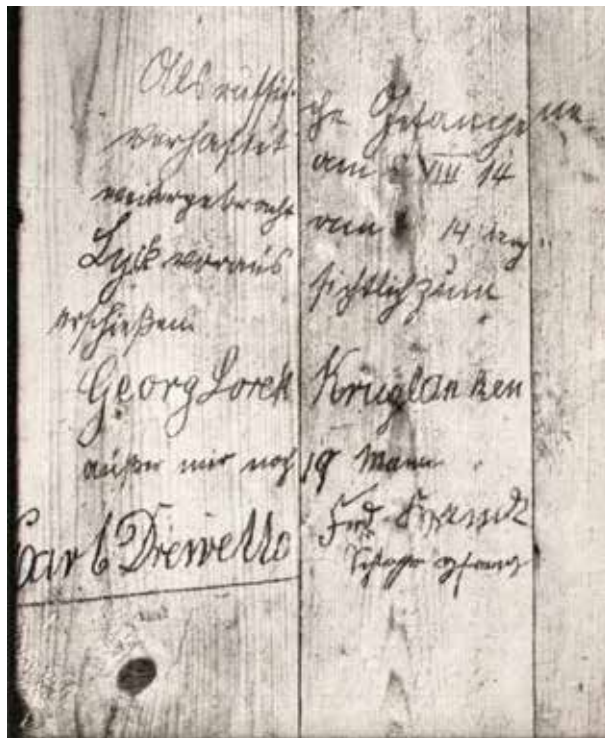 Als russische Gefangene
verhaftet am VIII 14
weitergebracht am 14
Lyck voraussichtlich zum
erschießen
Georg Lorek Kruglanken
außer mir noch 19 Mann
Carl Drewello